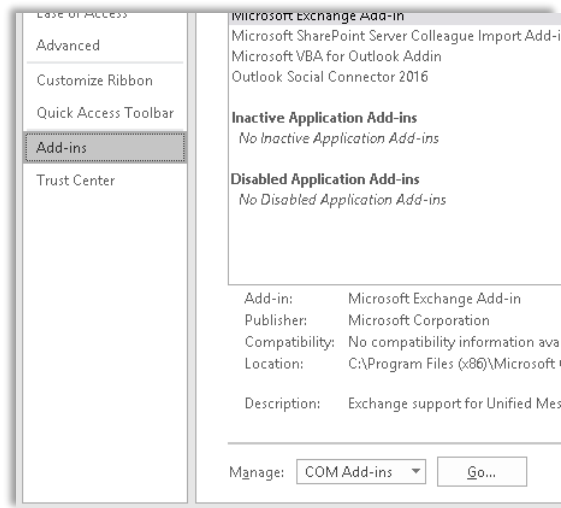 Ease of Access
Advanced
Customize Ribbon
Quick Access Toolbar
Add-ins
Trust Center
Microsoft Exchange Add-in
Microsoft SharePoint Server Colleague Import Add-i
Microsoft VBA for Outlook Addin
Outlook Social Connector 2016
Inactive Application Add-ins
No Inactive Application Add-ins
Disabled Application Add-ins
No Disabled Application Add-ins
Add-in: Microsoft Exchange Add-in
Publisher: Microsoft Corporation
Compatibility: No compatibility information ava
Location: C:\Program Files (x86)\Microsoft
Description: Exchange support for Unified Mes
Manage: COM Add-ins Go...